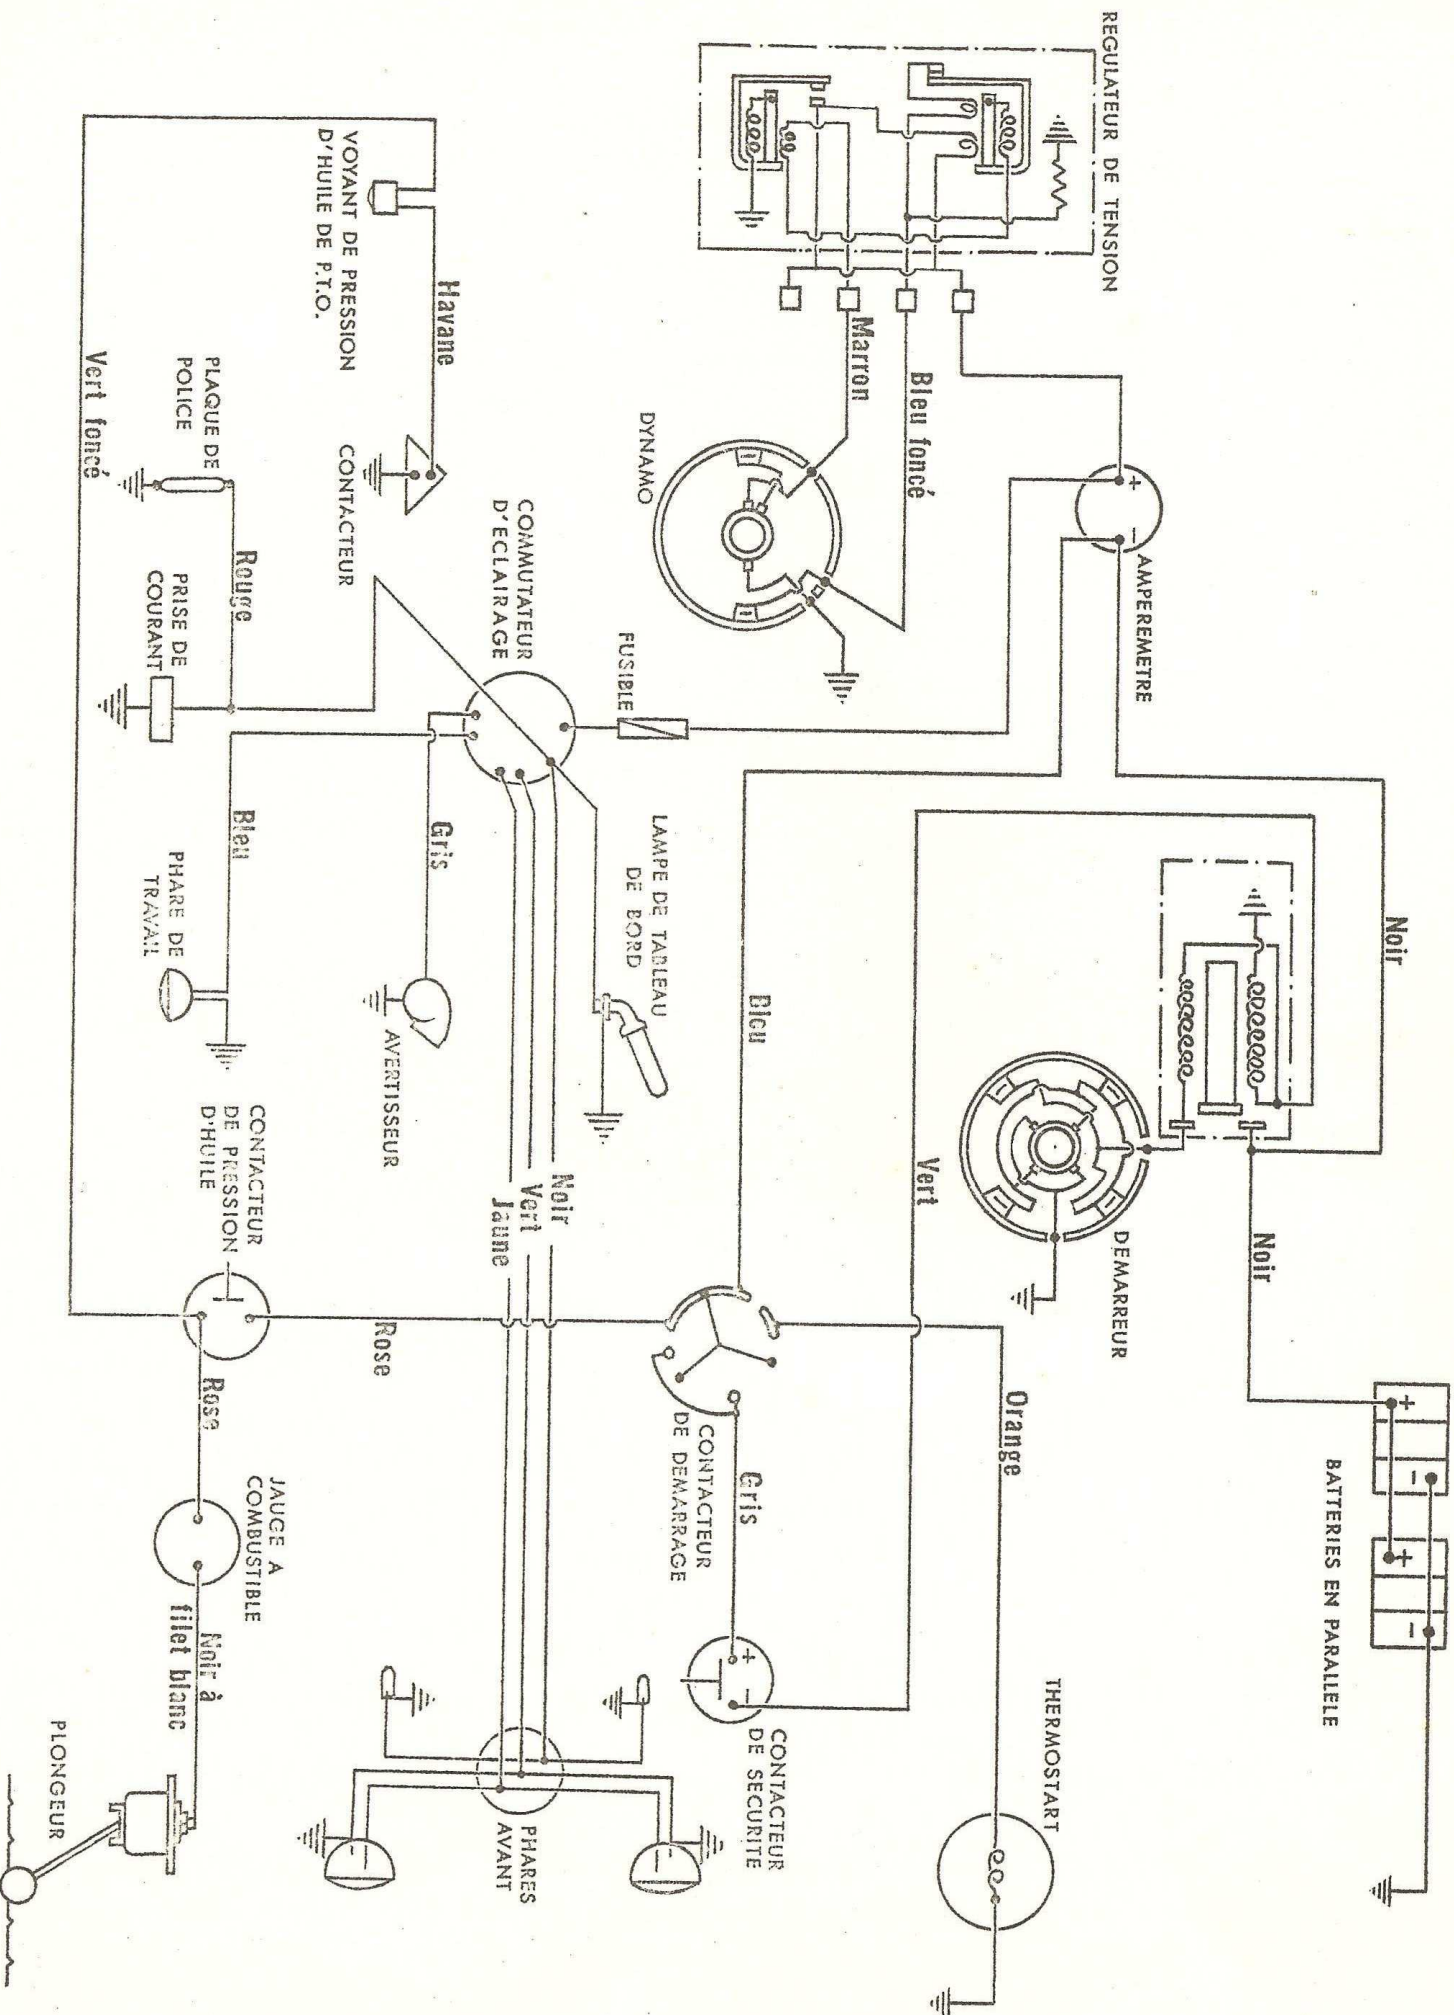 REGULATEUR DE TENSION
Marron
Bleu foncé
DYNAMO
+
-
AMPEREMETRE
Noir
Noir
DEMARREUR
+
-
+
-
BATTERIES EN PARALLELE
VOYANT DE PRESSION
D'HUILE DE P.T.O.
Havane
CONTACTEUR
Vert foncé
PLAQUE DE
POLICE
Rouge
PRISE DE
COURANT
COMMUTATEUR
D'ECLAIRAGE
FUSIBLE
Bleu
PHARE DE
TRAVAIL
Gris
AVERTISSEUR
LAMPE DE TABLEAU
DE BORD
Bleu
Vert
Noir
Vert
Jaune
CONTACTEUR
DE PRESSION
D'HUILE
Rose
Rose
JAUGE A
COMBUSTIBLE
Noir à
filet blanc
PLONGEUR
CONTACTEUR
DE DEMARRAGE
Gris
Orange
+
-
CONTACTEUR
DE SECURITE
THERMOSTART
PHARES
AVANT